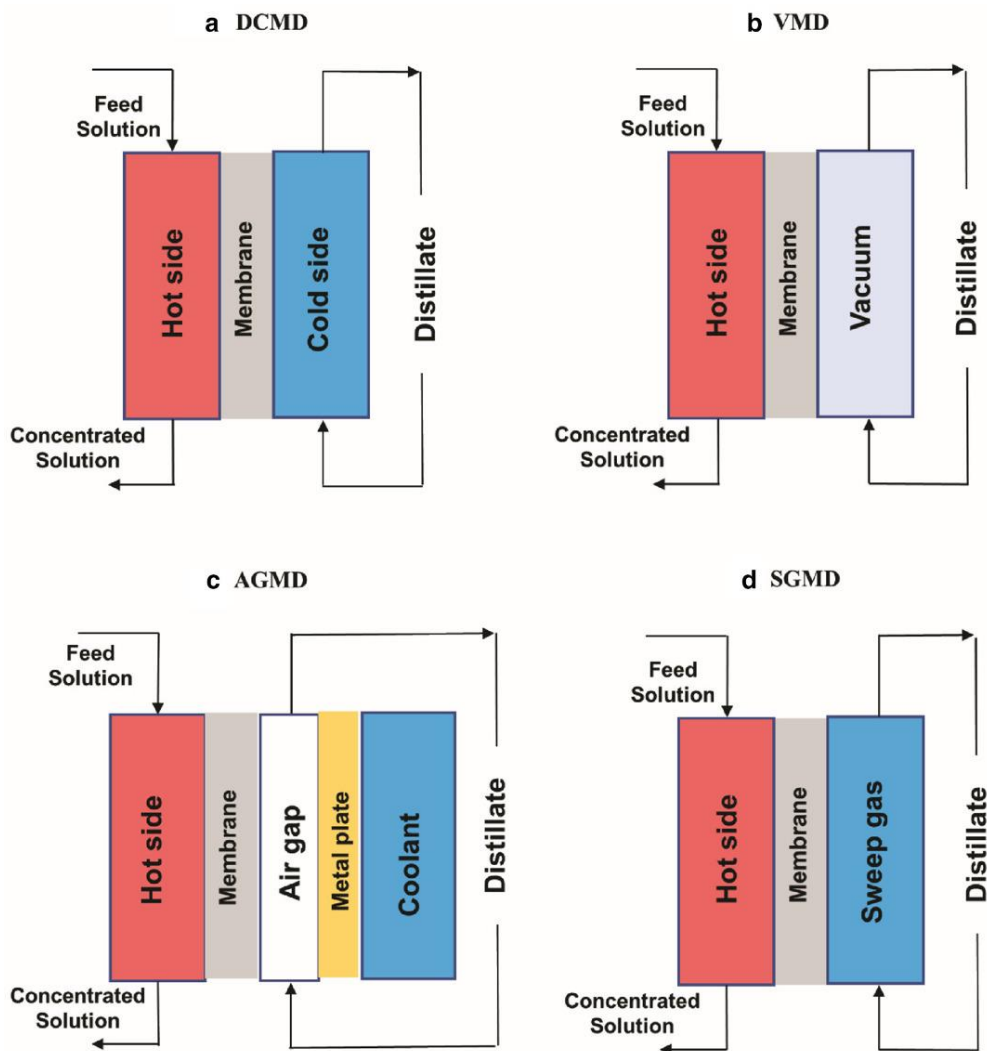 a DCMD
Feed
Solution
Hot side
Membrane
Cold side
Distillate
Concentrated
Solution
b VMD
Feed
Solution
Hot side
Membrane
Vacuum
Distillate
Concentrated
Solution
c AGMD
Feed
Solution
Hot side
Membrane
Air gap
Metal plate
Coolant
Distillate
Concentrated
Solution
d SGMD
Feed
Solution
Hot side
Membrane
Sweep gas
Distillate
Concentrated
Solution